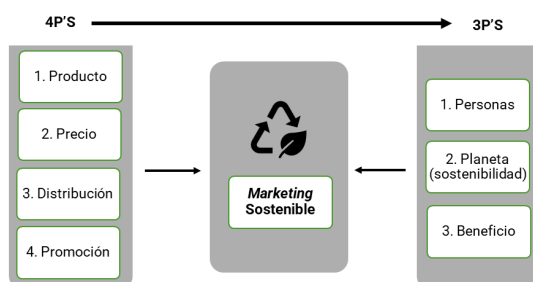 4P'S
3P'S
1. Producto
2. Precio
3. Distribución
4. Promoción
Marketing
Sostenible
1. Personas
2. Planeta
(sostenibilidad)
3. Beneficio